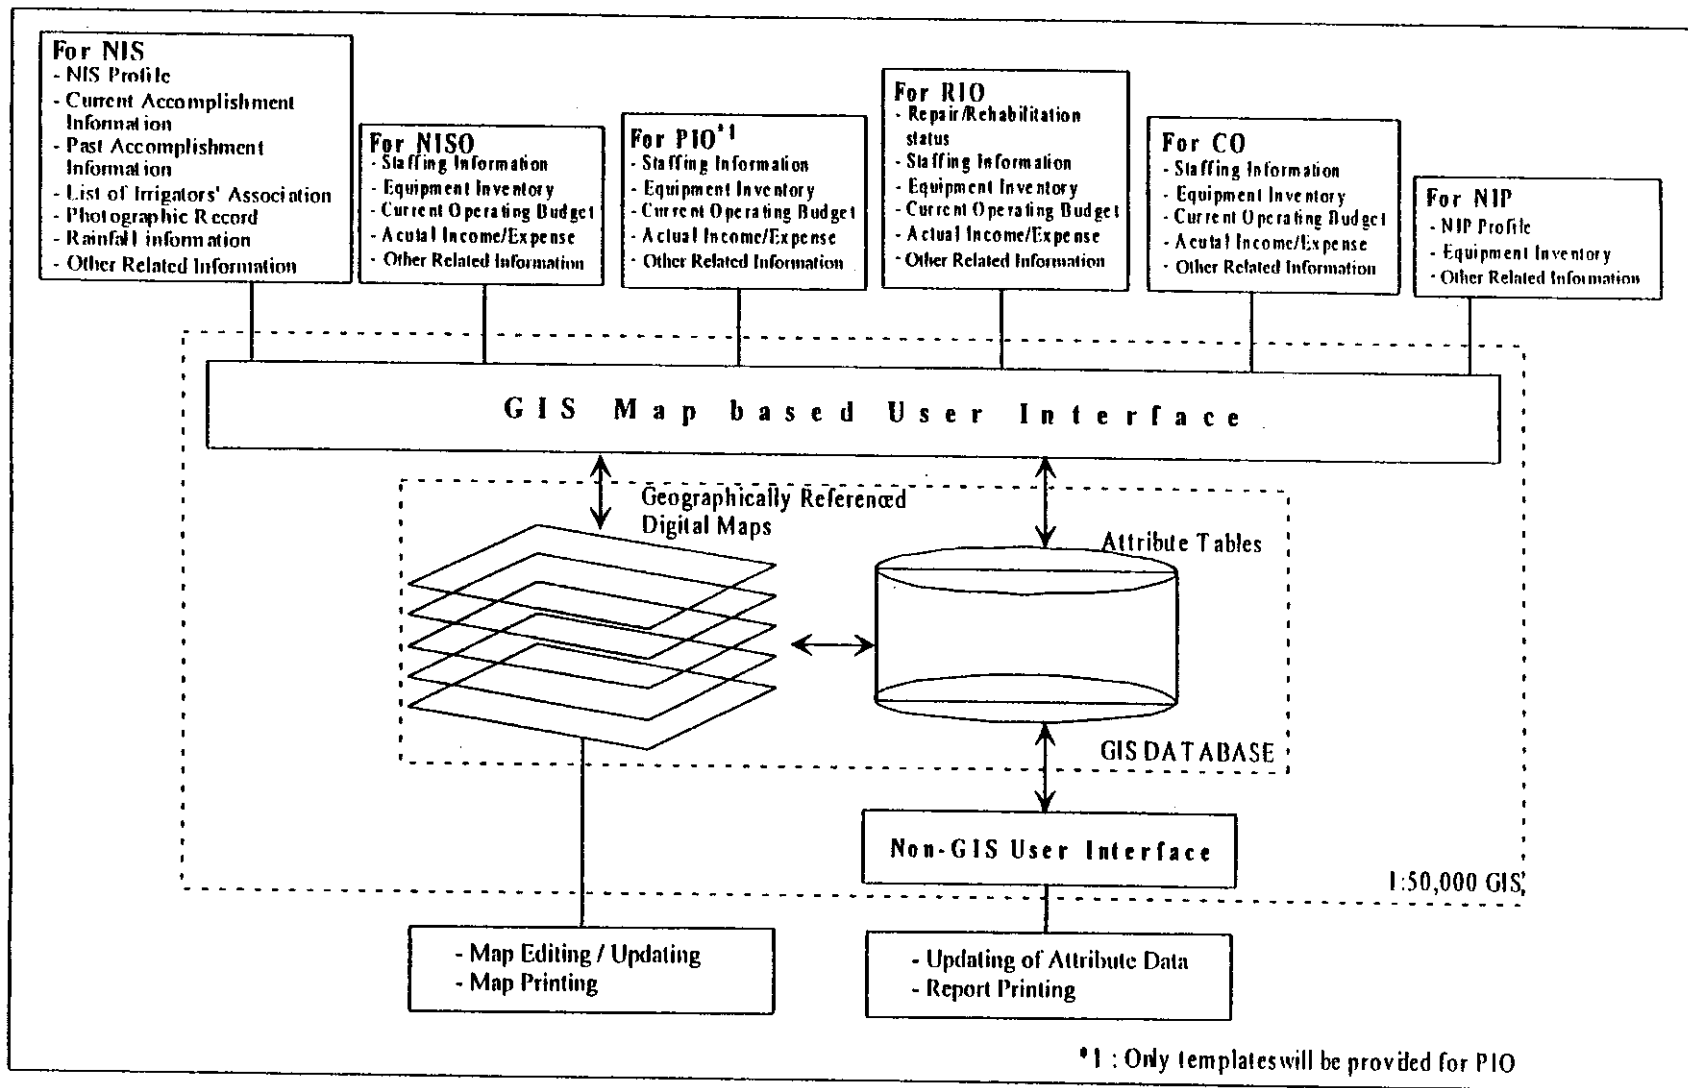 For NIS
- NIS Profile
- Current Accomplishment
Information
- Past Accomplishment
Information
- List of Irrigators' Association
- Photographic Record
- Rainfall information
- Other Related Information
For NISO
- Staffing Information
- Equipment Inventory
- Current Operating Budget
- Acutal Income/Expense
- Other Related Information
For PIO*1
- Staffing Information
- Equipment Inventory
- Current Operating Budget
- Actual Income/Expense
- Other Related Information
For RIO
- Repair/Rehabilitation
status
- Staffing Information
- Equipment Inventory
- Current Operating Budget
- Actual Income/Expense
- Other Related Information
For CO
- Staffing Information
- Equipment Inventory
- Current Operating Budget
- Acutal Income/Expense
- Other Related Information
For NIP
- NIP Profile
- Equipment Inventory
- Other Related Information
GIS Map based User Interface
Geographically Referenced
Digital Maps
Attribute Tables
GIS DATABASE
Non-GIS User Interface
1:50,000 GIS
- Map Editing / Updating
- Map Printing
- Updating of Attribute Data
- Report Printing
*1 : Only templates will be provided for PIO